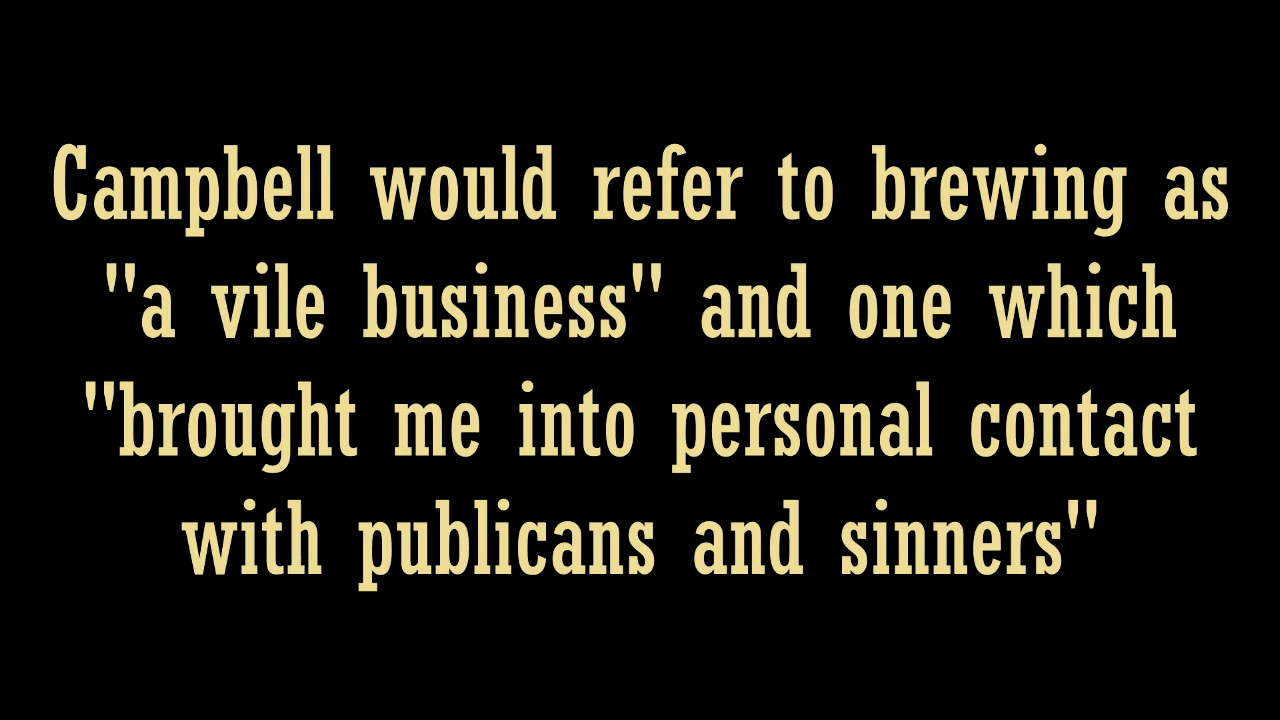 Campbell would refer to brewing as
"a vile business" and one which
"brought me into personal contact
with publicans and sinners"